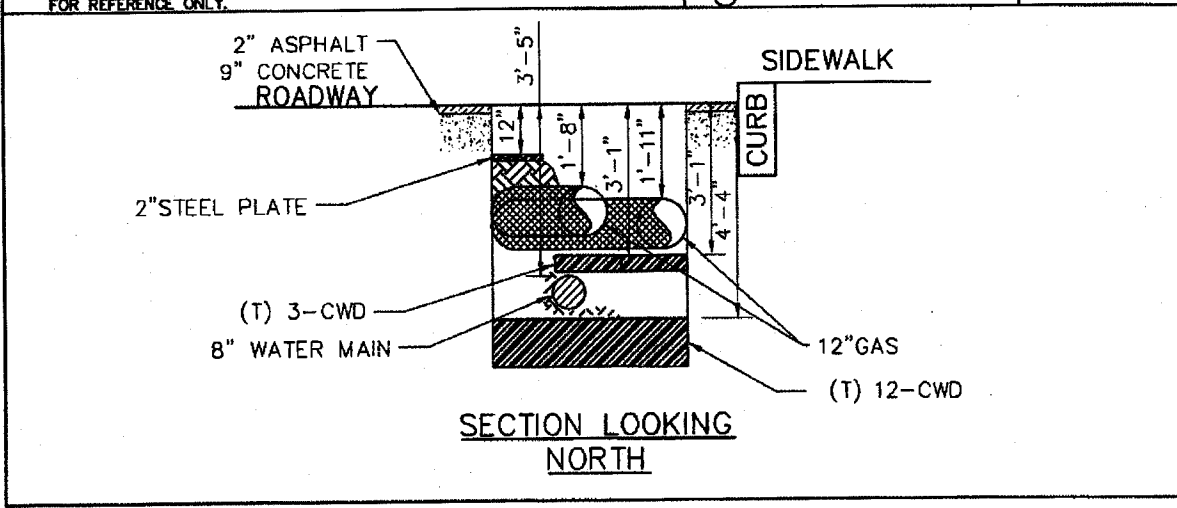 FOR REFERENCE ONLY.
2" ASPHALT
9" CONCRETE
ROADWAY
SIDEWALK
CURB
3'-5"
12"
1'-8"
3'-1"
1'-11"
3'-1"
4'-4"
2"STEEL PLATE
(T) 3-CWD
8" WATER MAIN
12"GAS
(T) 12-CWD
SECTION LOOKING
NORTH